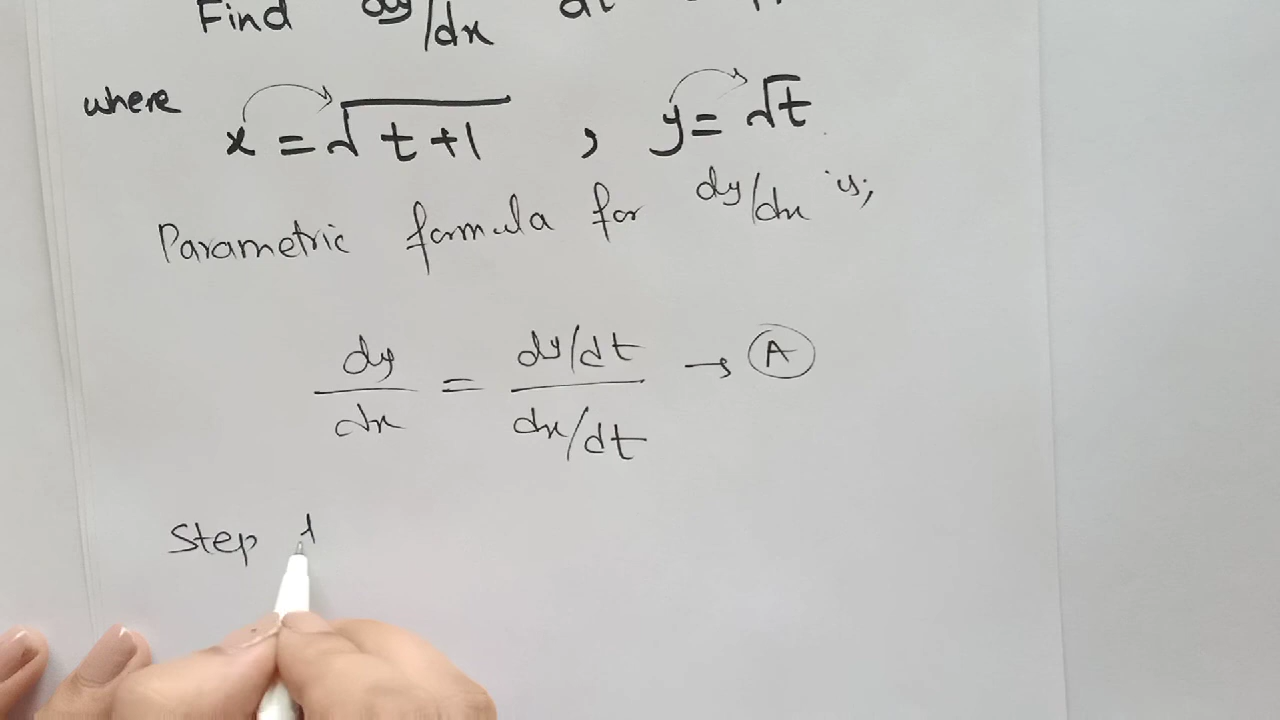 Find dy/dx at
where x = √t+1 , y = √t
Parametric formula for dy/dx is;
dy/dx = dy/dt / dx/dt → A
Step 1